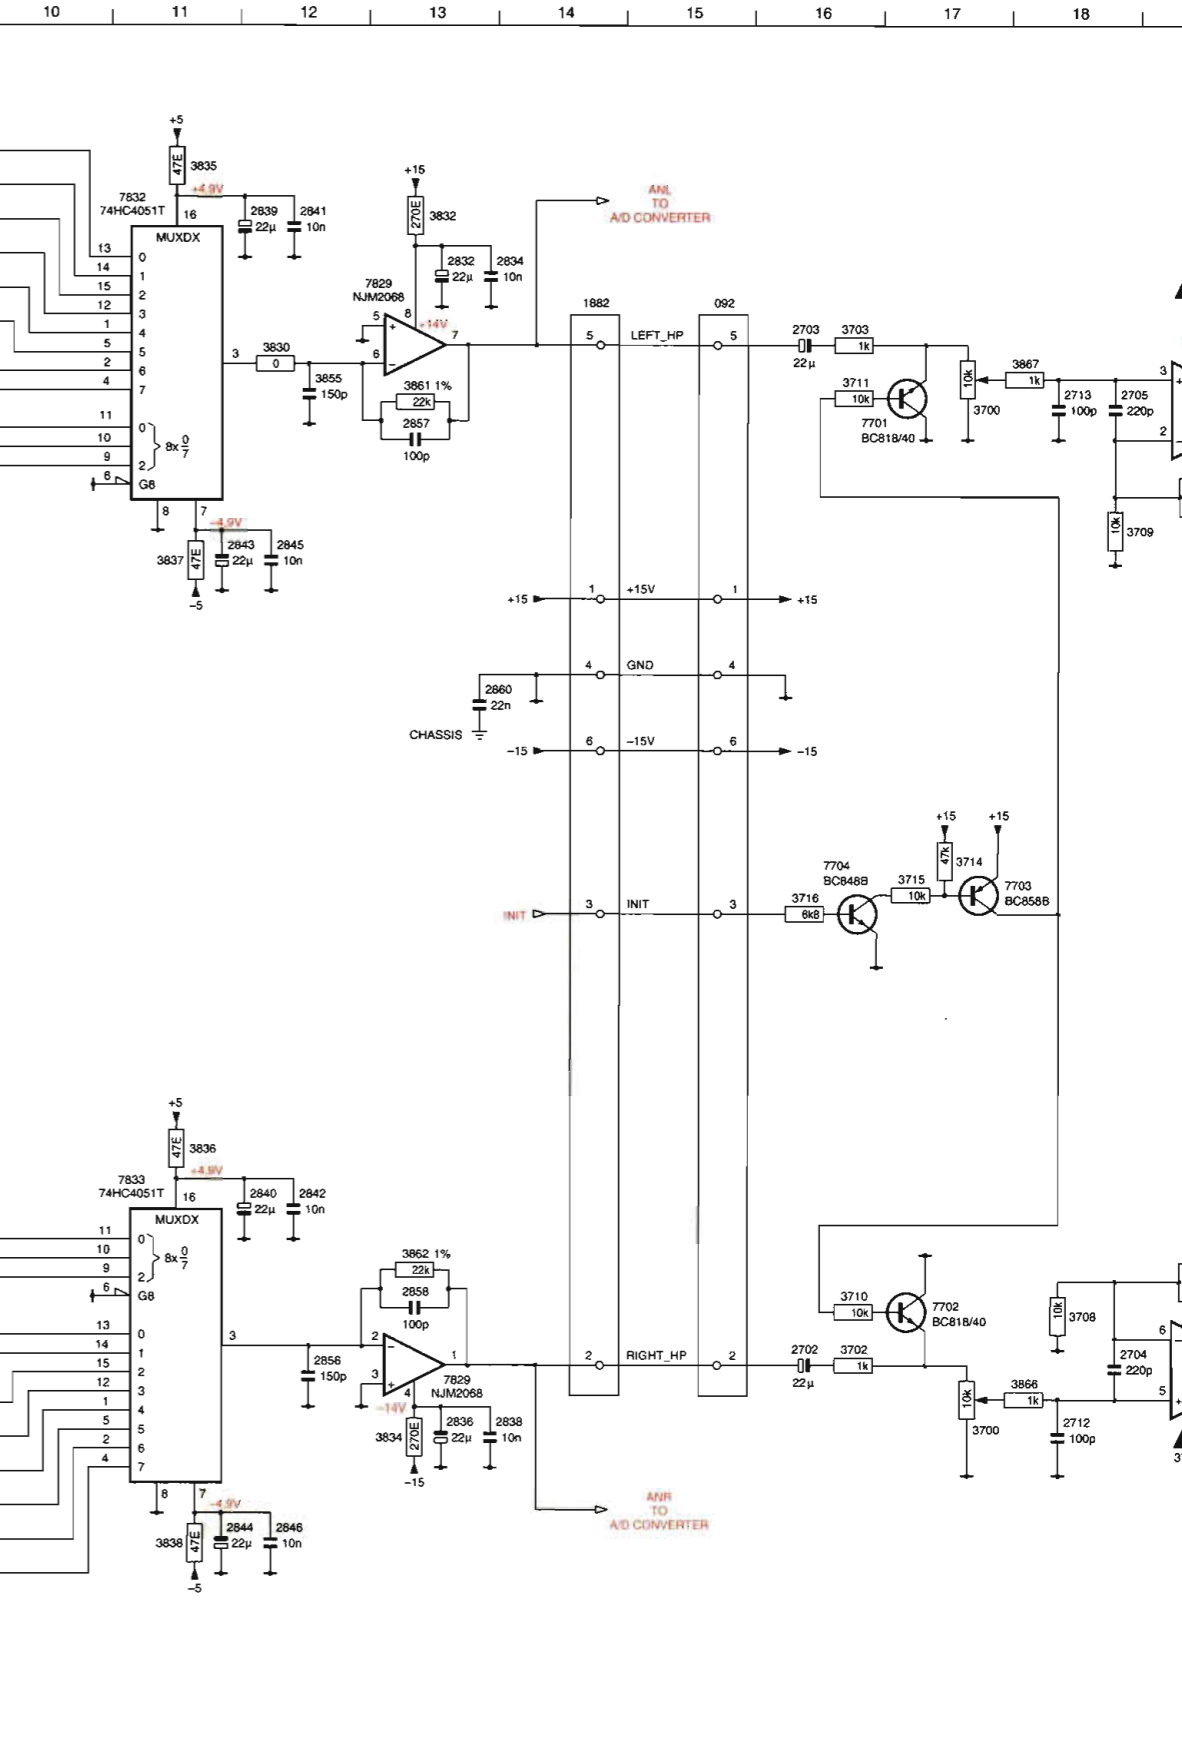 10 11 12 13 14 15 16 17 18
+5
47E 3835
7832
74HC4051T
+4.9V
16
2839
22µ
2841
10n
MUXDX
13 0
14 1
15 2
12 3
1 4
5 5
2 6
4 7
11 0
10
9 2
8x 0/7
6 G8
3
8 7
-4.9V
3837 47E
2843
22µ
2845
10n
-5
3830
0
2855
150p
+15
270E 3832
2832
22µ
2834
10n
7829
NJM2068
5 +
6 −
8
+14V
7
3861 1%
22k
2857
100p
ANL
TO
A/D CONVERTER
1882 092
5 LEFT_HP 5
2703
22µ
3703
1k
3711
10k
7701
BC818/40
10k
3700
3867
1k
2713
100p
2705
220p
3 +
2 −
10k 3709
+15 1 +15V 1 +15
4 GND 4
2860
22n
CHASSIS
-15 6 -15V 6 -15
+15 +15
47k 3714
7704
BC848B
3715
10k
7703
BC858B
INIT 3 INIT 3
3716
6k8
+5
47E 3836
7833
74HC4051T
+4.9V
16
2840
22µ
2842
10n
MUXDX
11 0
10
9 2
8x 0/7
6 G8
13 0
14 1
15 2
12 3
1 4
5 5
2 6
4 7
3
8 7
-4.9V
3838 47E
2844
22µ
2846
10n
-5
2856
150p
3862 1%
22k
2858
100p
2 −
3 +
1
4
7829
NJM2068
-14V
3834 270E
2836
22µ
2838
10n
-15
2 RIGHT_HP 2
2702
22µ
3702
1k
3710
10k
7702
BC818/40
10k
3700
3866
1k
2712
100p
10k 3708
2704
220p
6 −
5 +
ANR
TO
A/D CONVERTER